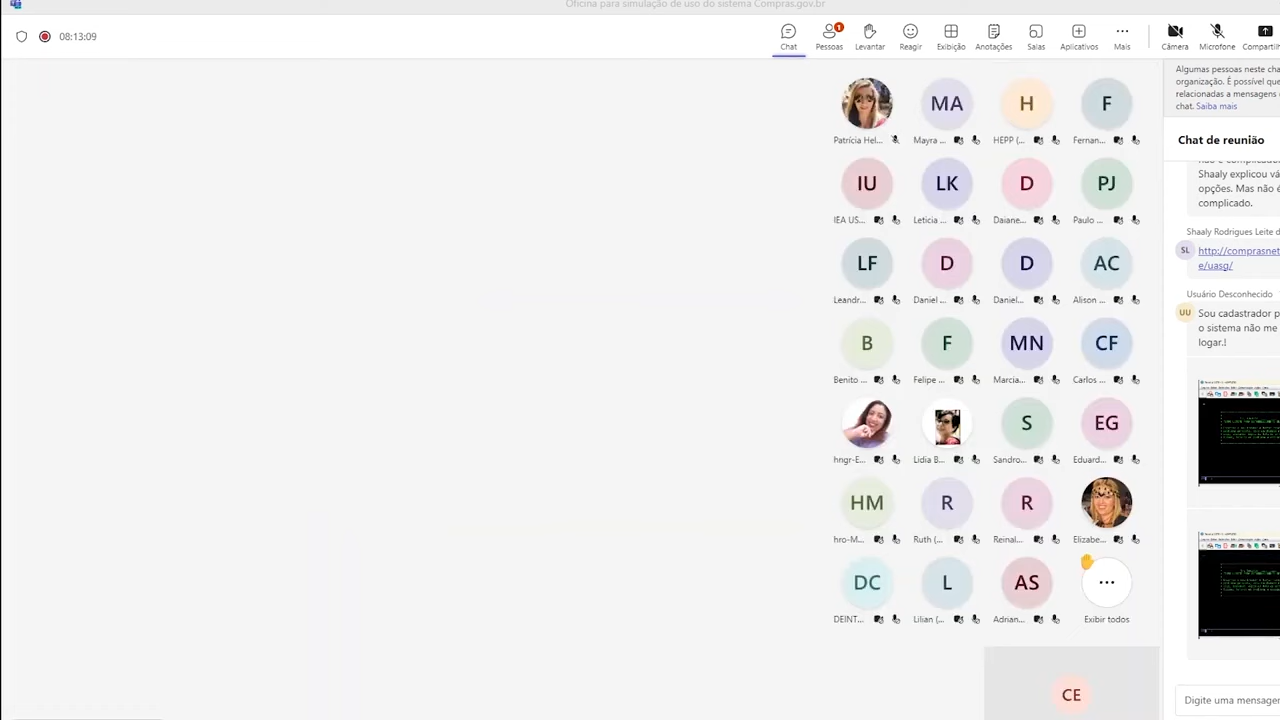 Oficina para simulação de uso do sistema Compras.gov.br
08:13:09
Chat
1
Pessoas
Levantar
Reagir
Exibição
Anotações
Salas
Aplicativos
Mais
Câmera
Microfone
Compartilh
Algumas pessoas neste cha
organização. É possível que
relacionadas a mensagens
chat. Saiba mais
MA
H
F
Patrícia Hel...
Mayra ...
HEPP (...
Fernan...
Chat de reunião
IU
LK
D
PJ
IEA US...
Leticia ...
Daiane...
Paulo ...
não é complicado
Shaaly explicou vá
opções. Mas não é
complicado.
LF
D
D
AC
Leandr...
Daniel ...
Daniel...
Alison ...
Shaaly Rodrigues Leite d
SL
http://comprasnet
e/uasg/
B
F
MN
CF
Benito ...
Felipe ...
Marcia...
Carlos ...
Usuário Desconhecido
UU
Sou cadastrador p
o sistema não me
logar.!
S
EG
hngr-E...
Lidia B...
Sandro...
Eduard...
HM
R
R
hro-M...
Ruth (...
Reinal...
Elizabe...
DC
L
AS
...
DEINT...
Lilian (...
Adrian...
Exibir todos
CE
Digite uma mensagem